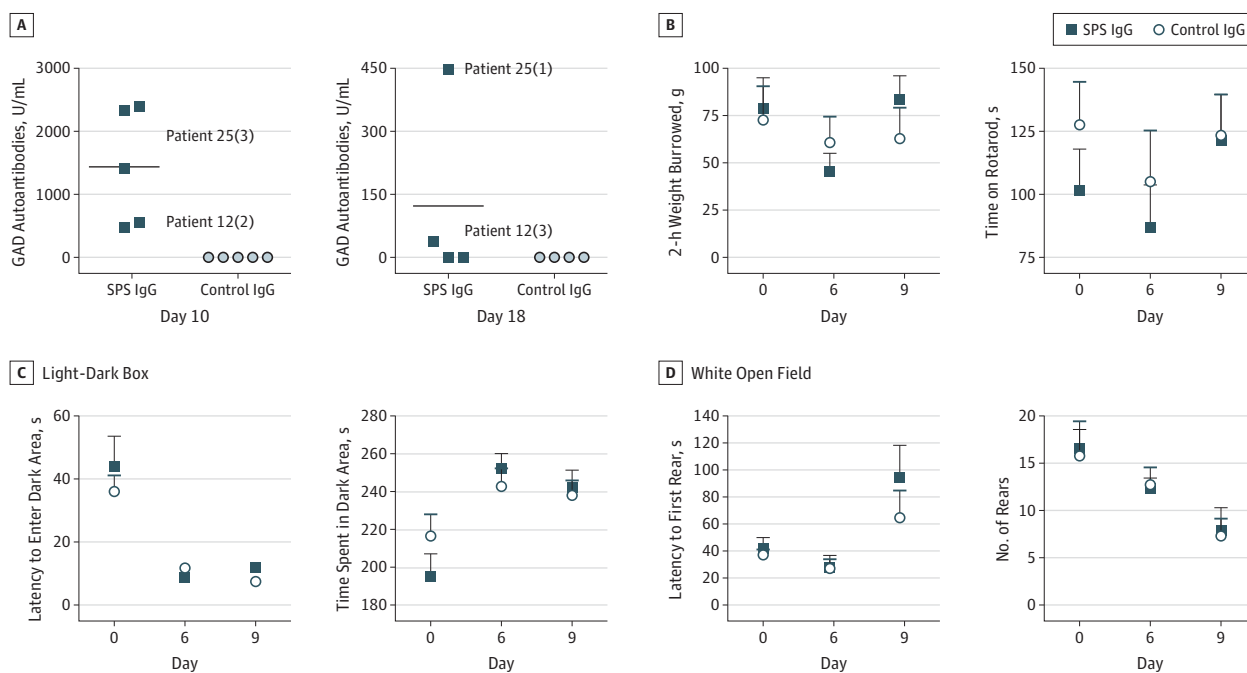 A
B
SPS IgG
Control IgG
GAD Autoantibodies, U/mL
3000
2000
1000
0
Patient 25(3)
Patient 12(2)
SPS IgG
Control IgG
Day 10
GAD Autoantibodies, U/mL
450
300
150
0
Patient 25(1)
Patient 12(3)
SPS IgG
Control IgG
Day 18
2-h Weight Burrowed, g
100
75
50
25
0
0 6 9
Day
Time on Rotarod, s
150
125
100
75
0 6 9
Day
C Light-Dark Box
Latency to Enter Dark Area, s
60
40
20
0
0 6 9
Day
Time Spent in Dark Area, s
280
260
240
220
200
180
0 6 9
Day
D White Open Field
Latency to First Rear, s
140
120
100
80
60
40
20
0
0 6 9
Day
No. of Rears
20
15
10
5
0
0 6 9
Day